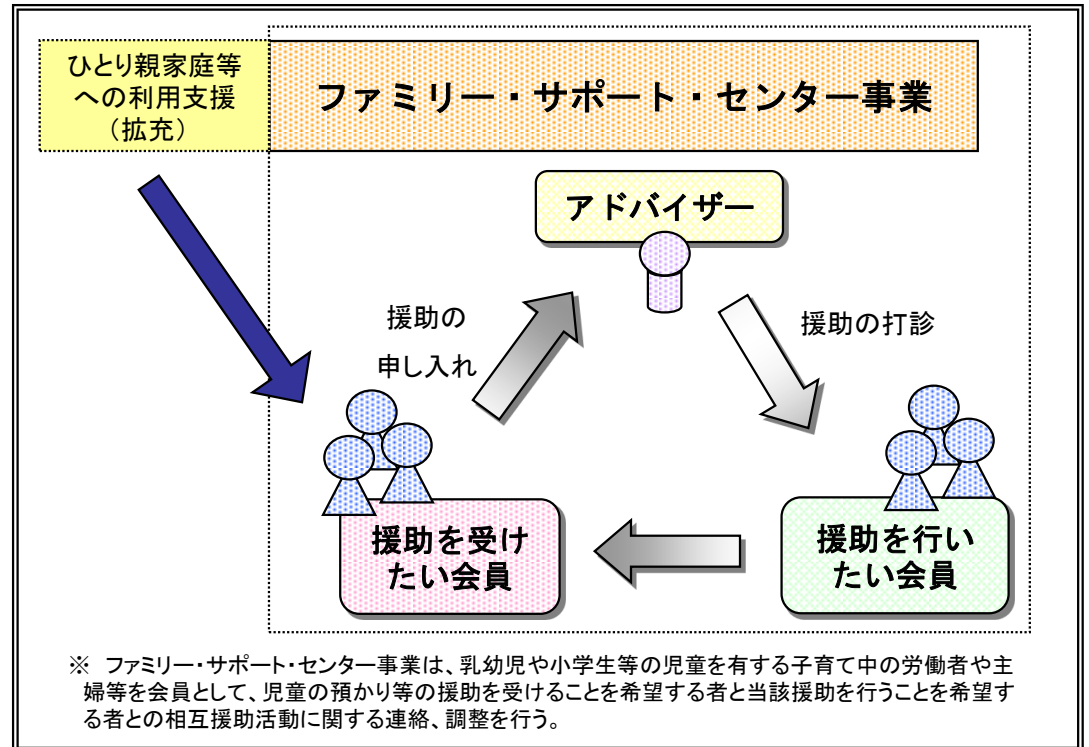 ひとり親家庭等
への利用支援
（拡充）
ファミリー・サポート・センター事業
アドバイザー
援助の
申し入れ
援助の打診
援助を受け
たい会員
援助を行い
たい会員
※　ファミリー・サポート・センター事業は、乳幼児や小学生等の児童を有する子育て中の労働者や主
婦等を会員として、児童の預かり等の援助を受けることを希望する者と当該援助を行うことを希望す
る者との相互援助活動に関する連絡、調整を行う。